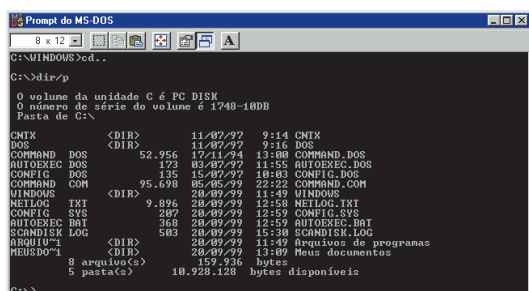 Prompt do MS-DOS
8 x 12 A
C:\WINDOWS>cd..
C:\>dir/p
O volume da unidade C é PC DISK
O número de série do volume é 1748-10DB
Pasta de C:\
CNTX <DIR> 11/07/97 9:14 CNTX
DOS <DIR> 11/07/97 9:16 DOS
COMMAND DOS 52.956 17/11/94 13:00 COMMAND.DOS
AUTOEXEC DOS 173 03/07/97 11:55 AUTOEXEC.DOS
CONFIG DOS 135 15/07/97 10:03 CONFIG.DOS
COMMAND COM 95.698 05/05/99 22:22 COMMAND.COM
WINDOWS <DIR> 20/09/99 11:49 WINDOWS
NETLOG TXT 9.896 20/09/99 12:58 NETLOG.TXT
CONFIG SYS 207 20/09/99 12:59 CONFIG.SYS
AUTOEXEC BAT 368 20/09/99 12:59 AUTOEXEC.BAT
SCANDISK LOG 503 20/09/99 15:30 SCANDISK.LOG
ARQUIV~1 <DIR> 20/09/99 11:49 Arquivos de programas
MEUSDO~1 <DIR> 20/09/99 13:09 Meus documentos
8 arquivo(s) 159.936 bytes
5 pasta(s) 10.928.128 bytes disponíveis
C:\>